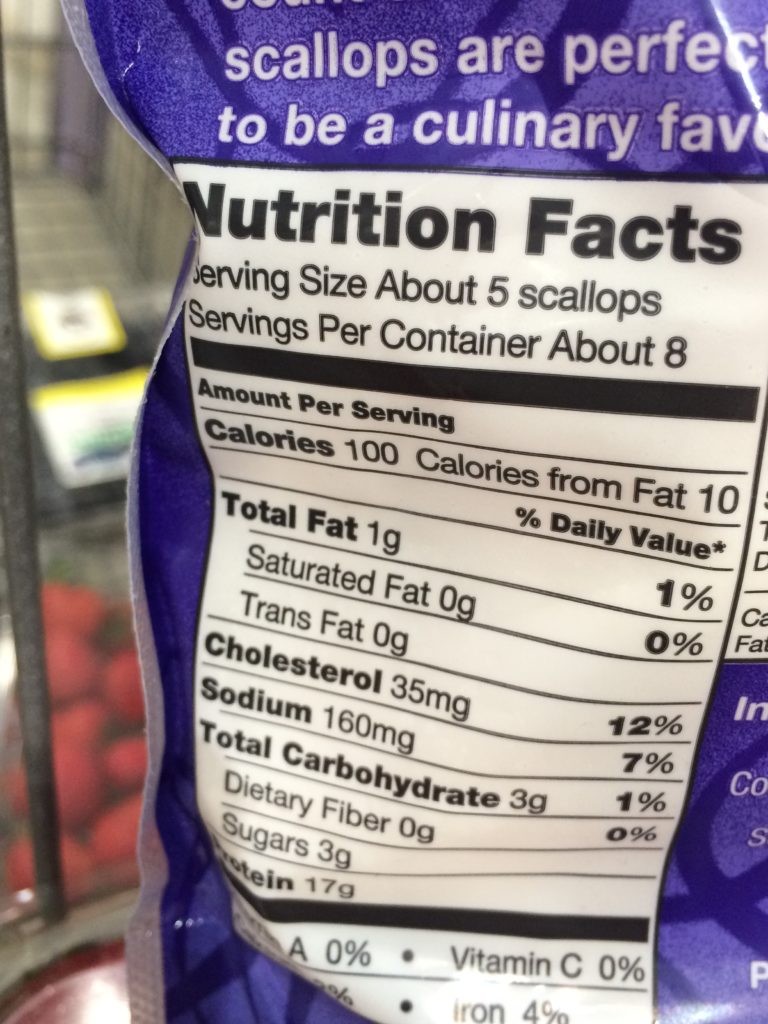 scallops are
to be a culinary
Nutrition Facts
Serving Size About 5 scallops
Servings Per Container About 8
Amount Per Serving
Calories 100 Calories from Fat 10
% Daily Value*
Total Fat 1g 1%
Saturated Fat 0g 0%
Trans Fat 0g
Cholesterol 35mg 12%
Sodium 160mg 7%
Total Carbohydrate 3g 1%
Dietary Fiber 0g 0%
Sugars 3g
Protein 17g
A 0% • Vitamin C 0%
• Iron 4%